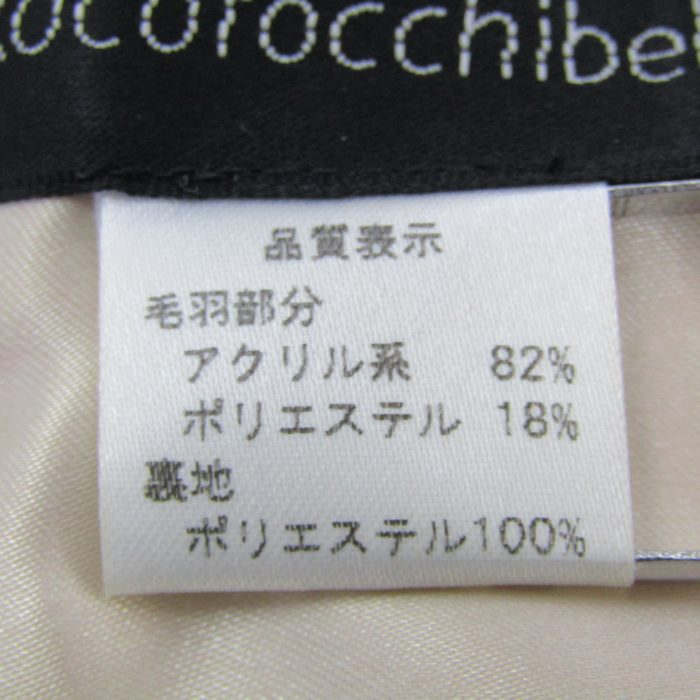 ocorocchibe
品質表示
毛羽部分
アクリル系 82%
ポリエステル 18%
裏地
ポリエステル100%